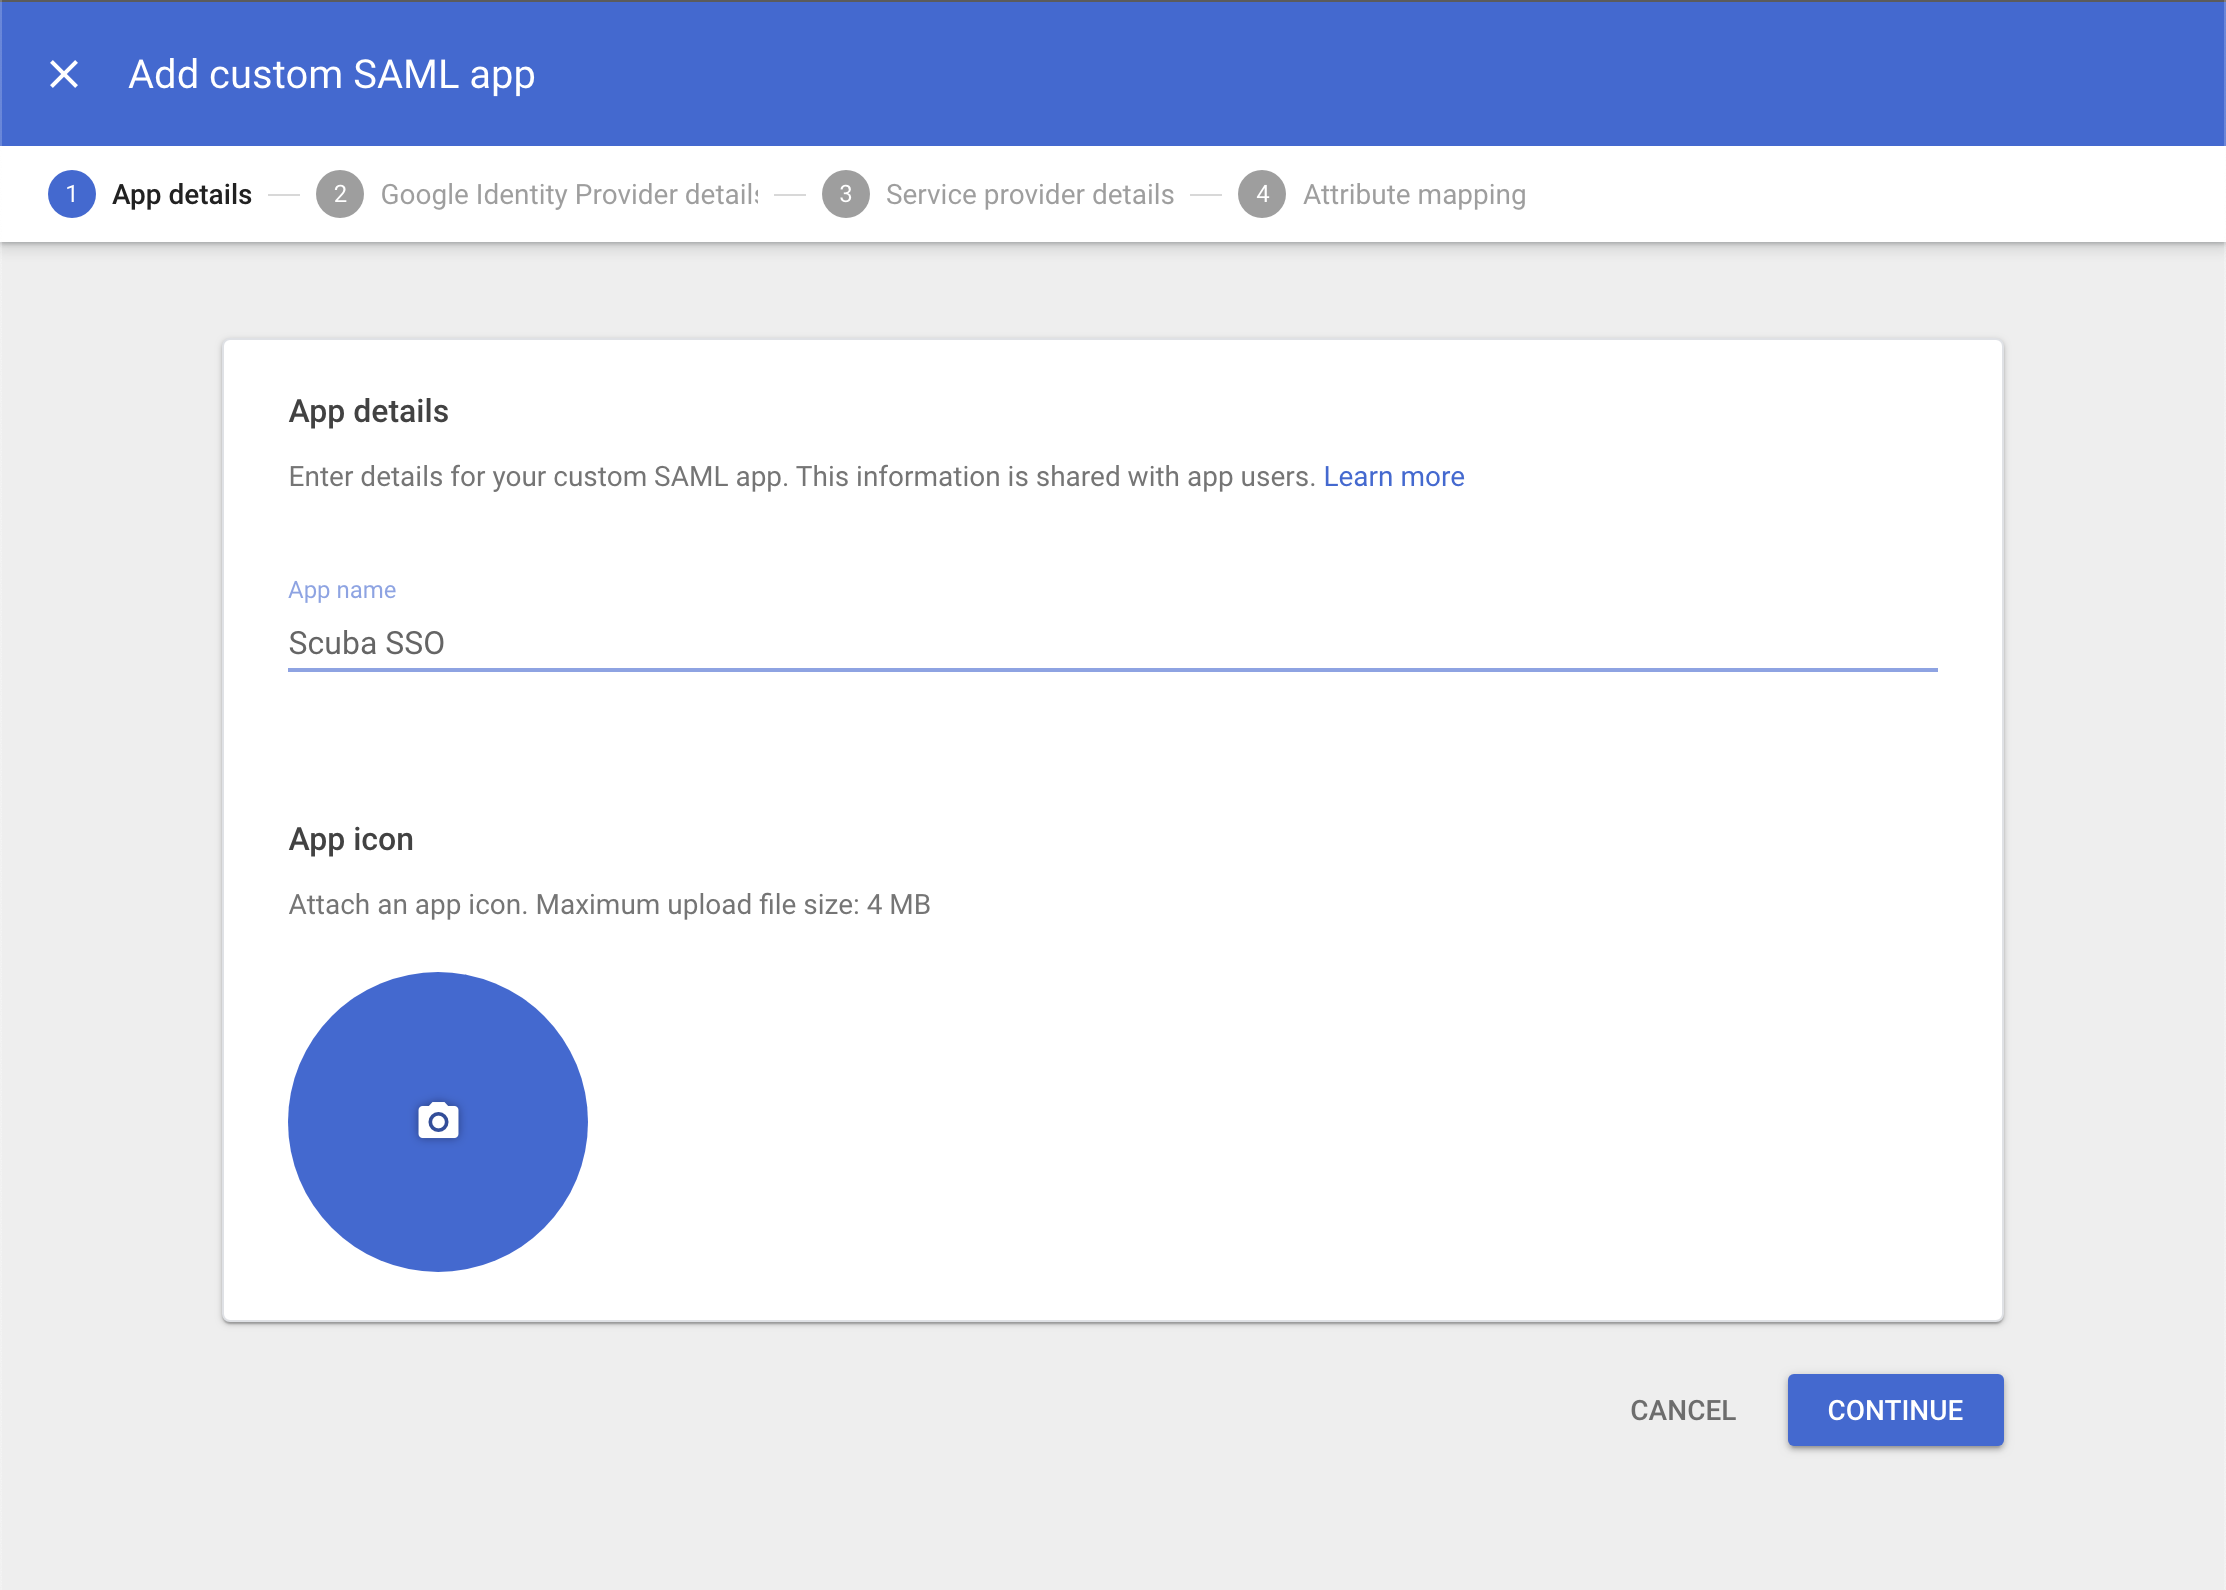 Add custom SAML app
1 App details 2 Google Identity Provider details 3 Service provider details 4 Attribute mapping
App details
Enter details for your custom SAML app. This information is shared with app users. Learn more
App name
Scuba SSO
App icon
Attach an app icon. Maximum upload file size: 4 MB
CANCEL CONTINUE